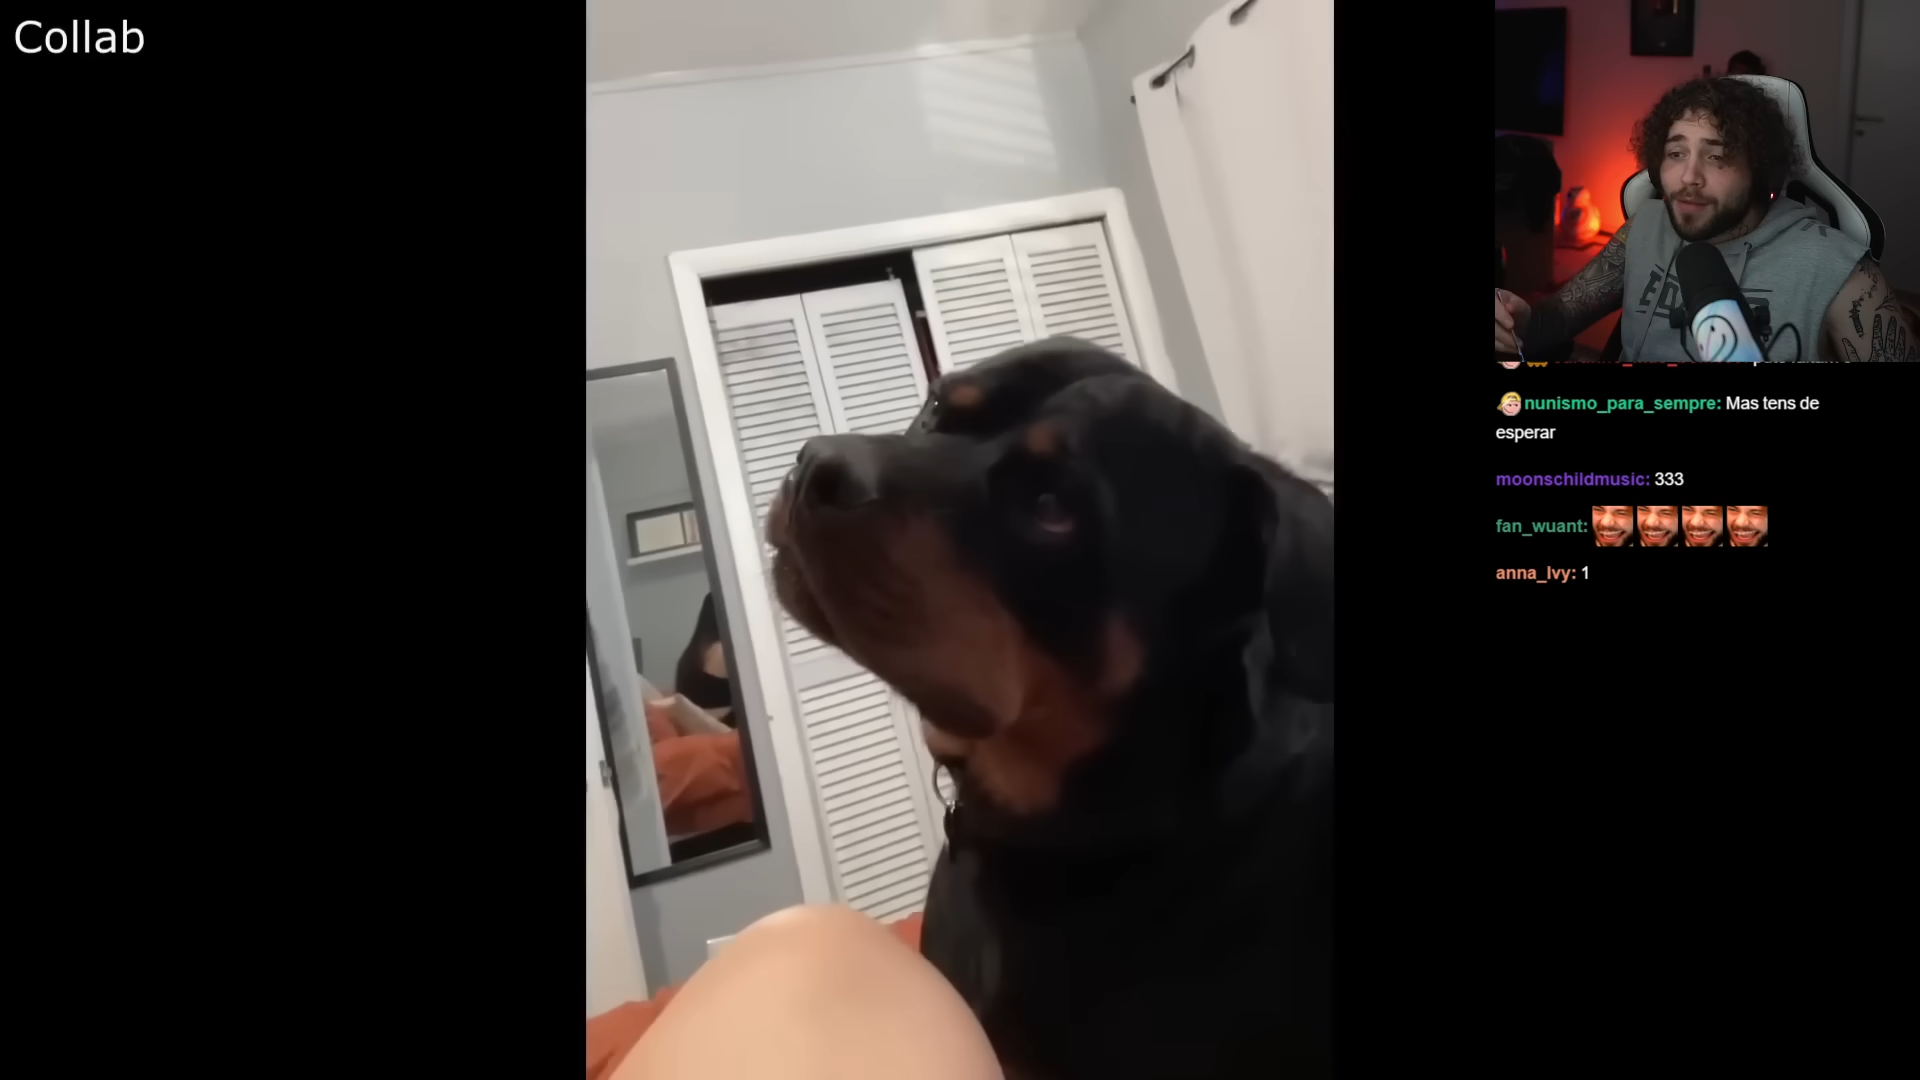 Collab
nunismo_para_sempre: Mas tens de
esperar
moonschildmusic: 333
fan_wuant:
anna_lvy: 1